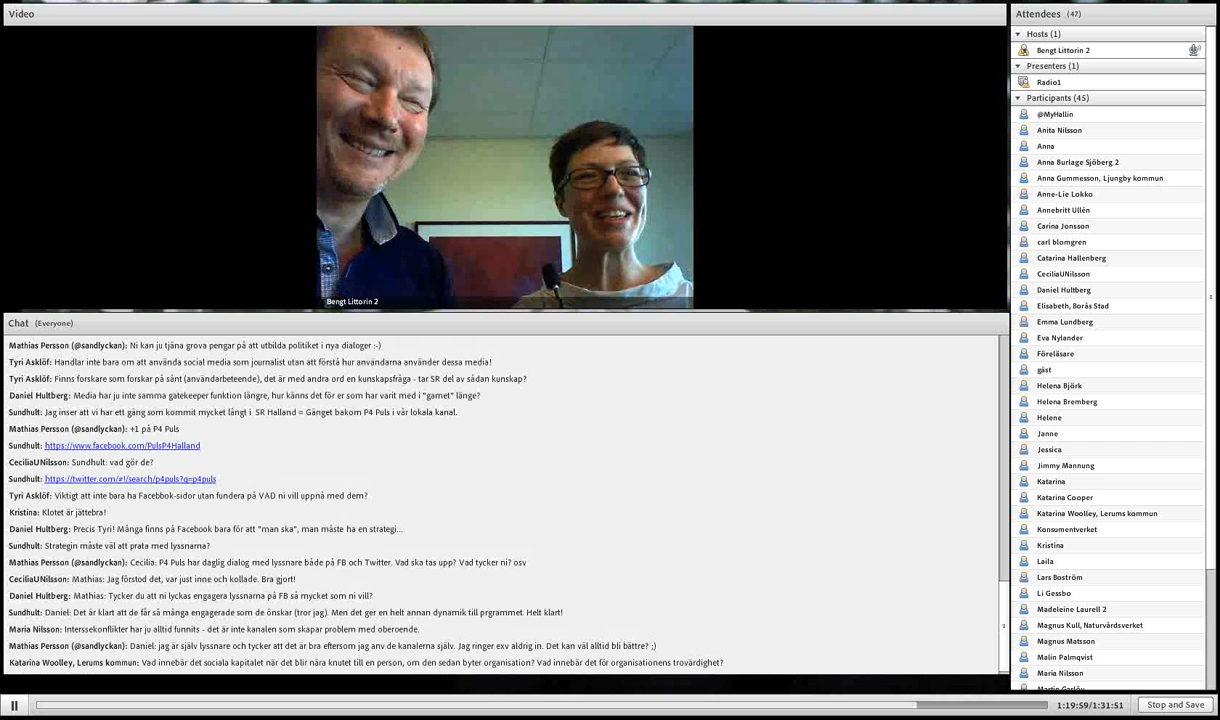 Video
Bengt Littorin 2
Chat (Everyone)
Mathias Persson (@sandlyckan): Ni kan ju tjäna grova pengar på att utbilda politiket i nya dialoger :-)
Tyri Asklöf: Handlar inte bara om att använda social media som journalist utan att förstå hur användarna använder dessa media!
Tyri Asklöf: Finns forskare som forskar på sånt (användarbeteende), det är med andra ord en kunskapsfråga - tar SR del av sådan kunskap?
Daniel Hultberg: Media har ju inte samma gatekeeper funktion längre, hur känns det för er som har varit med i "gamet" länge?
Sundhult: Jag inser att vi har ett gäng som kommit mycket långt i SR Halland = Gänget bakom P4 Puls i vår lokala kanal.
Mathias Persson (@sandlyckan): +1 på P4 Puls
Sundhult: https://www.facebook.com/PulsP4Halland
CeciliaUNilsson: Sundhult: vad gör de?
Sundhult: https://twitter.com/#!/search/p4puls?q=p4puls
Tyri Asklöf: Viktigt att inte bara ha Facebbok-sidor utan fundera på VAD ni vill uppnå med dem?
Kristina: Klotet är jättebra!
Daniel Hultberg: Precis Tyri! Många finns på Facebook bara för att "man ska", man måste ha en strategi...
Sundhult: Strategin måste väl att prata med lyssnarna?
Mathias Persson (@sandlyckan): Cecilia: P4 Puls har daglig dialog med lyssnare både på FB och Twitter. Vad ska tas upp? Vad tycker ni? osv
CeciliaUNilsson: Mathias: Jag förstod det, var just inne och kollade. Bra gjort!
Daniel Hultberg: Mathias: Tycker du att ni lyckas engagera lyssnarna på FB så mycket som ni vill?
Sundhult: Daniel: Det är klart att de får så många engagerade som de önskar (tror jag). Men det ger en helt annan dynamik till prgrammet. Helt klart!
Maria Nilsson: Interssekonflikter har ju alltid funnits - det är inte kanalen som skapar problem med oberoende.
Mathias Persson (@sandlyckan): Daniel: jag är själv lyssnare och tycker att det är bra eftersom jag anv de kanalerna själv. Jag ringer exv aldrig in. Det kan väl alltid bli bättre? ;)
Katarina Woolley, Lerums kommun: Vad innebär det sociala kapitalet när det blir nära knutet till en person, om den sedan byter organisation? Vad innebär det för organisationens trovärdighet?
Attendees (47)
Hosts (1)
Bengt Littorin 2
Presenters (1)
Radio1
Participants (45)
@MyHallin
Anita Nilsson
Anna
Anna Burlage Sjöberg 2
Anna Gummesson, Ljungby kommun
Anne-Lie Lokko
Annebritt Ullén
Carina Jonsson
carl blomgren
Catarina Hallenberg
CeciliaUNilsson
Daniel Hultberg
Elisabeth, Borås Stad
Emma Lundberg
Eva Nylander
Föreläsare
gäst
Helena Björk
Helena Bremberg
Helene
Janne
Jessica
Jimmy Mannung
Katarina
Katarina Cooper
Katarina Woolley, Lerums kommun
Konsumentverket
Kristina
Laila
Lars Boström
Li Gessbo
Madeleine Laurell 2
Magnus Kull, Naturvårdsverket
Magnus Matsson
Malin Palmqvist
Maria Nilsson
1:19:59/1:31:51
Stop and Save